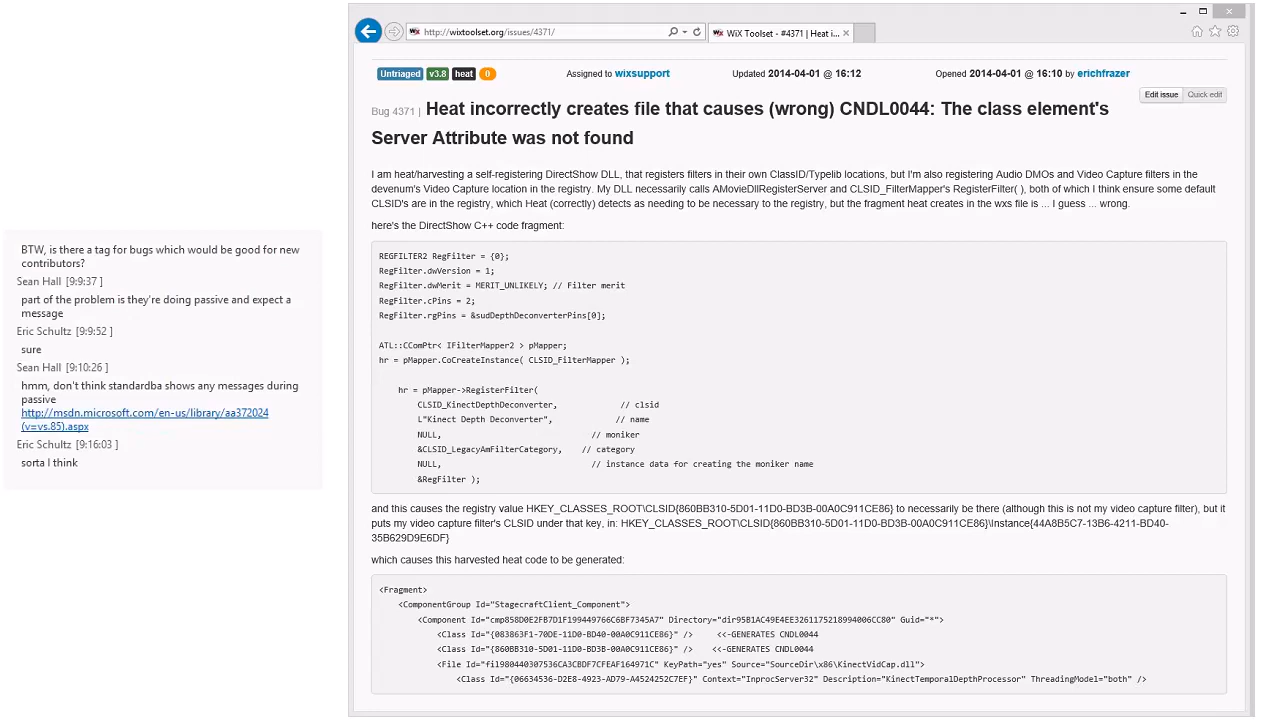 BTW, is there a tag for bugs which would be good for new
contributors?
Sean Hall [9:9:37 ]
part of the problem is they're doing passive and expect a
message
Eric Schultz [9:9:52 ]
sure
Sean Hall [9:10:26 ]
hmm, don't think standardba shows any messages during
passive
http://msdn.microsoft.com/en-us/library/aa372024
(v=vs.85).aspx
Eric Schultz [9:16:03 ]
sorta I think
http://wixtoolset.org/issues/4371/
WiX Toolset - #4371 | Heat i...
Untriaged v3.8 heat 0 Assigned to wixsupport Updated 2014-04-01 @ 16:12 Opened 2014-04-01 @ 16:10 by erichfrazer
Edit issue Quick edit
Bug 4371 | Heat incorrectly creates file that causes (wrong) CNDL0044: The class element's
Server Attribute was not found
I am heat/harvesting a self-registering DirectShow DLL, that registers filters in their own ClassID/Typelib locations, but I'm also registering Audio DMOs and Video Capture filters in the
devenum's Video Capture location in the registry. My DLL necessarily calls AMovieDllRegisterServer and CLSID_FilterMapper's RegisterFilter( ), both of which I think ensure some default
CLSID's are in the registry, which Heat (correctly) detects as needing to be necessary to the registry, but the fragment heat creates in the wxs file is ... I guess ... wrong.
here's the DirectShow C++ code fragment:
REGFILTER2 RegFilter = {0};
RegFilter.dwVersion = 1;
RegFilter.dwMerit = MERIT_UNLIKELY; // Filter merit
RegFilter.cPins = 2;
RegFilter.rgPins = &sudDepthDeconverterPins[0];
ATL::CComPtr< IFilterMapper2 > pMapper;
hr = pMapper.CoCreateInstance( CLSID_FilterMapper );
hr = pMapper->RegisterFilter(
CLSID_KinectDepthDeconverter, // clsid
L"Kinect Depth Deconverter", // name
NULL, // moniker
&CLSID_LegacyAmFilterCategory, // category
NULL, // instance data for creating the moniker name
&RegFilter );
and this causes the registry value HKEY_CLASSES_ROOT\CLSID{860BB310-5D01-11D0-BD3B-00A0C911CE86} to necessarily be there (although this is not my video capture filter), but it
puts my video capture filter's CLSID under that key, in: HKEY_CLASSES_ROOT\CLSID{860BB310-5D01-11D0-BD3B-00A0C911CE86}\Instance{44A8B5C7-13B6-4211-BD40-
35B629D9E6DF}
which causes this harvested heat code to be generated:
<Fragment>
<ComponentGroup Id="StagecraftClient_Component">
<Component Id="cmp858D0E2FB7D1F199449766C6BF7345A7" Directory="dir95B1AC49E4EE3261175218994006CC80" Guid="*">
<Class Id="{083863F1-70DE-11D0-BD40-00A0C911CE86}" /> <<-GENERATES CNDL0044
<Class Id="{860BB310-5D01-11D0-BD3B-00A0C911CE86}" /> <<-GENERATES CNDL0044
<File Id="fil980440307536CA3CBDF7CFEAF164971C" KeyPath="yes" Source="SourceDir\x86\KinectVidCap.dll">
<Class Id="{06634536-D2E8-4923-AD79-A4524252C7EF}" Context="InprocServer32" Description="KinectTemporalDepthProcessor" ThreadingModel="both" />